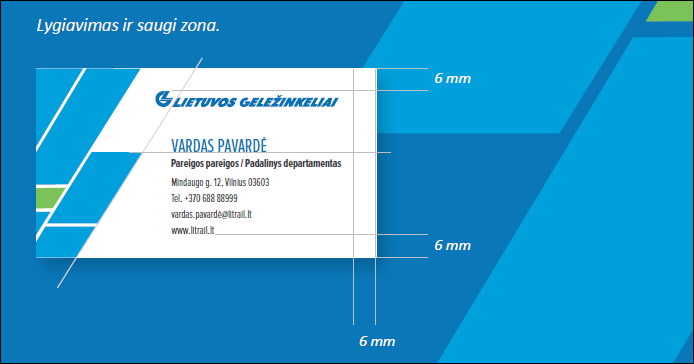 Lygiavimas ir saugi zona.
6 mm
LIETUVOS GELEŽINKELIAI
VARDAS PAVARDĖ
Pareigos pareigos / Padalinys departamentas
Mindaugo g. 12, Vilnius 03603
Tel. +370 688 88999
vardas.pavardė@litrail.lt
www.litrail.lt
6 mm
6 mm